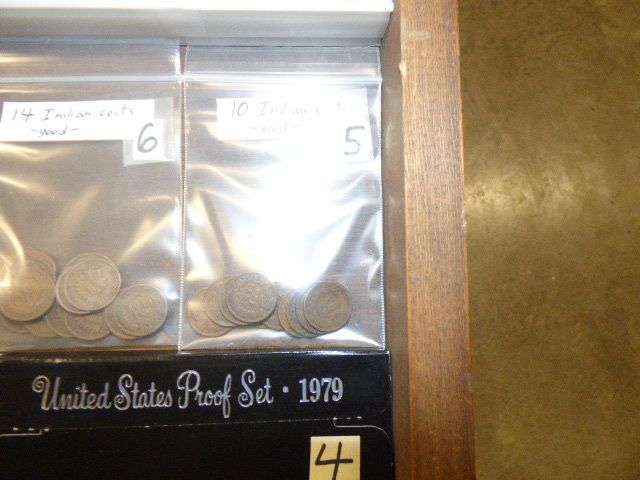 14 Indian cents
-good-
6
10 Indian
-good-
5
United States Proof Set · 1979
4